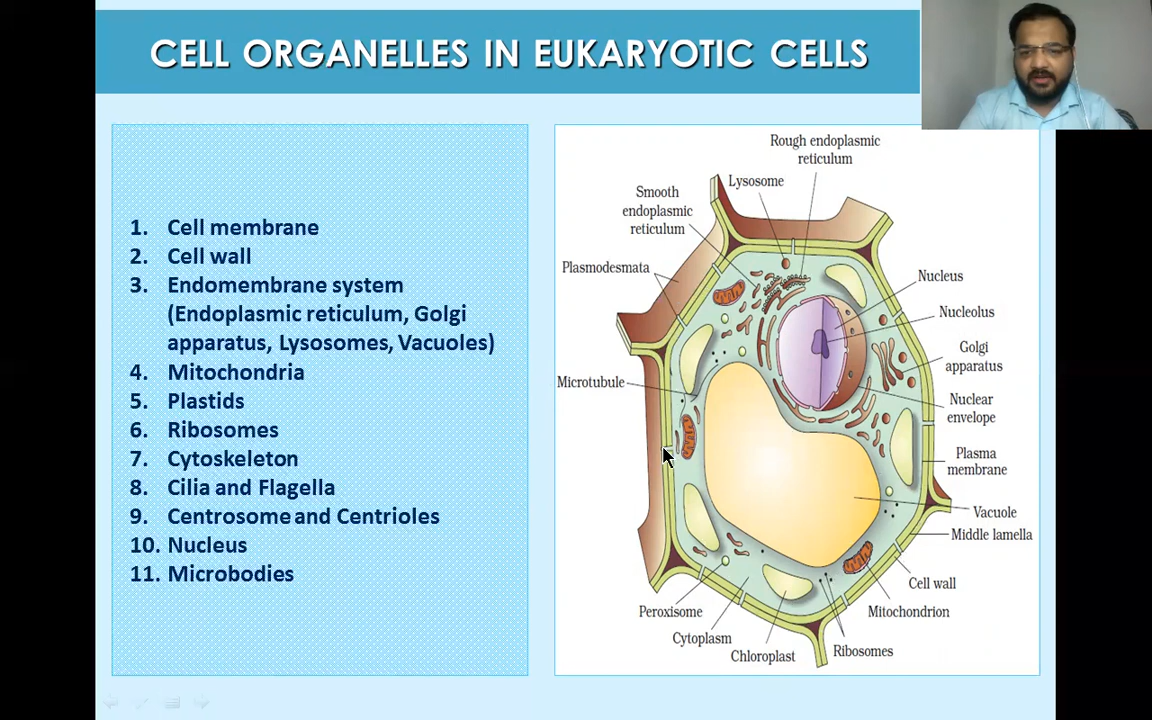 CELL ORGANELLES IN EUKARYOTIC CELLS
1. Cell membrane
2. Cell wall
3. Endomembrane system
(Endoplasmic reticulum, Golgi
apparatus, Lysosomes, Vacuoles)
4. Mitochondria
5. Plastids
6. Ribosomes
7. Cytoskeleton
8. Cilia and Flagella
9. Centrosome and Centrioles
10. Nucleus
11. Microbodies
Rough endoplasmic
reticulum
Lysosome
Smooth
endoplasmic
reticulum
Plasmodesmata
Nucleus
Nucleolus
Golgi
apparatus
Microtubule
Nuclear
envelope
Plasma
membrane
Vacuole
Middle lamella
Cell wall
Mitochondrion
Peroxisome
Cytoplasm
Ribosomes
Chloroplast